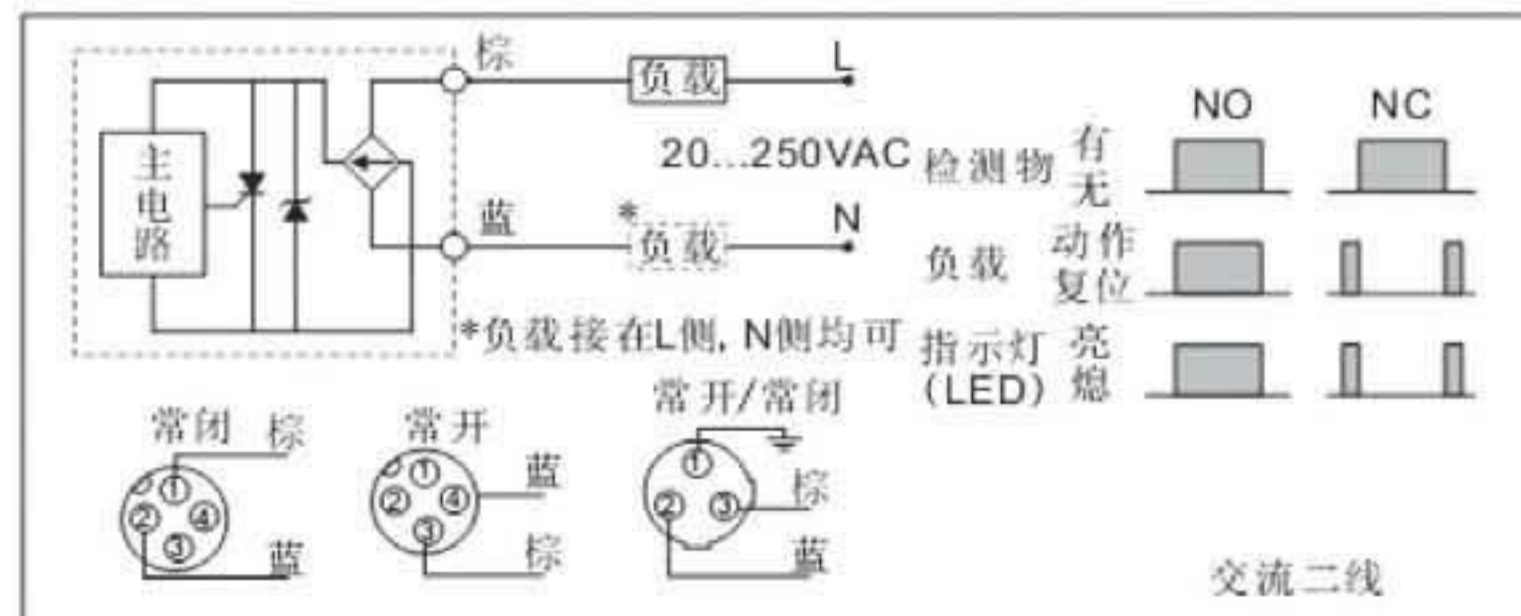 棕
负载
L
主电路
20...250VAC
蓝
*
负载
N
*负载接在L侧, N侧均可
NO NC
检测物 有 无
负载 动作 复位
指示灯 (LED) 亮 熄
常闭 棕
① ② ③ ④
蓝
常开
① ② ③ ④
蓝
棕
常开/常闭
① ② ③
棕
蓝
交流二线